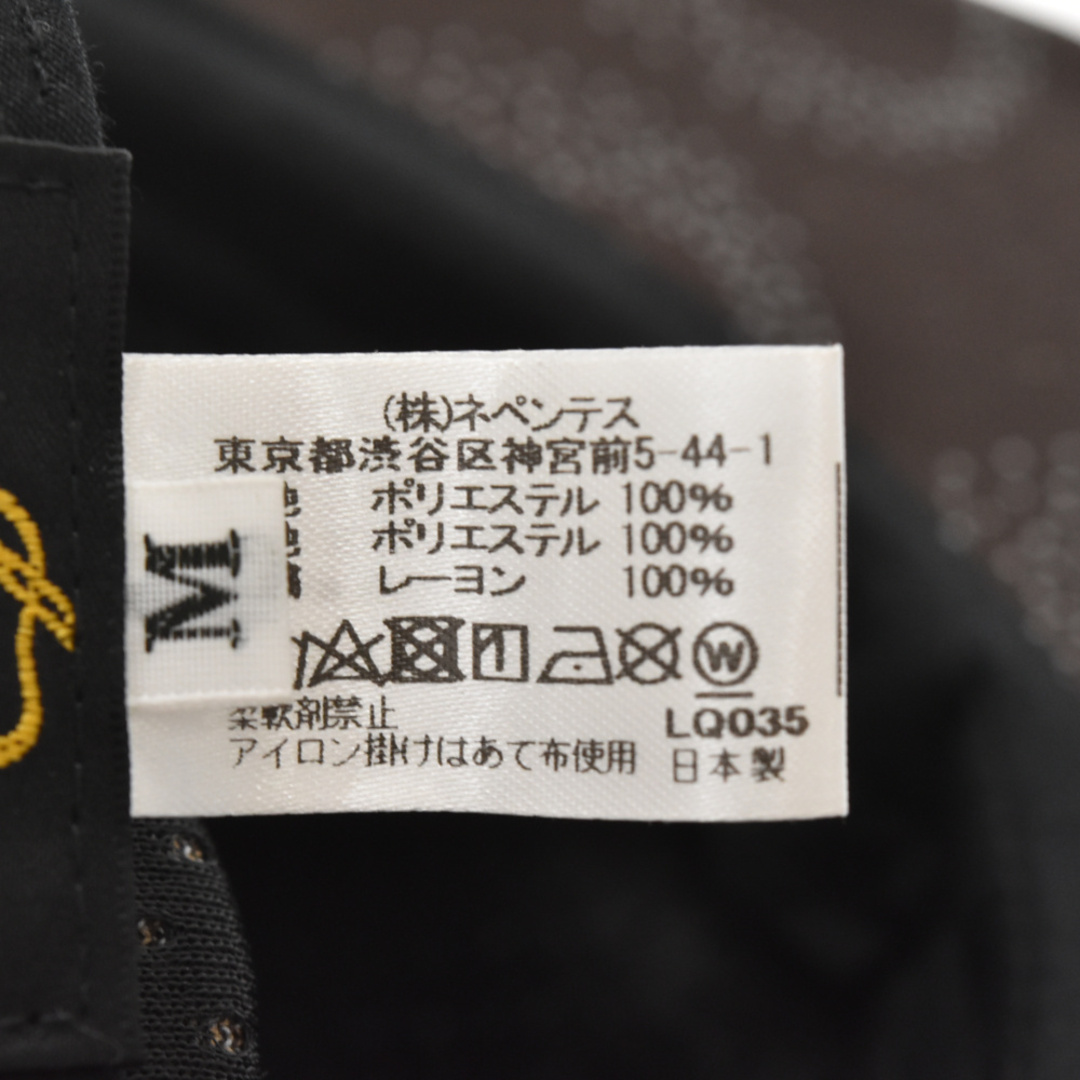 (株)ネペンテス
東京都渋谷区神宮前5-44-1
ポリエステル 100%
ポリエステル 100%
レーヨン 100%
M
W
柔軟剤禁止
アイロン掛けはあて布使用
LQ035
日本製